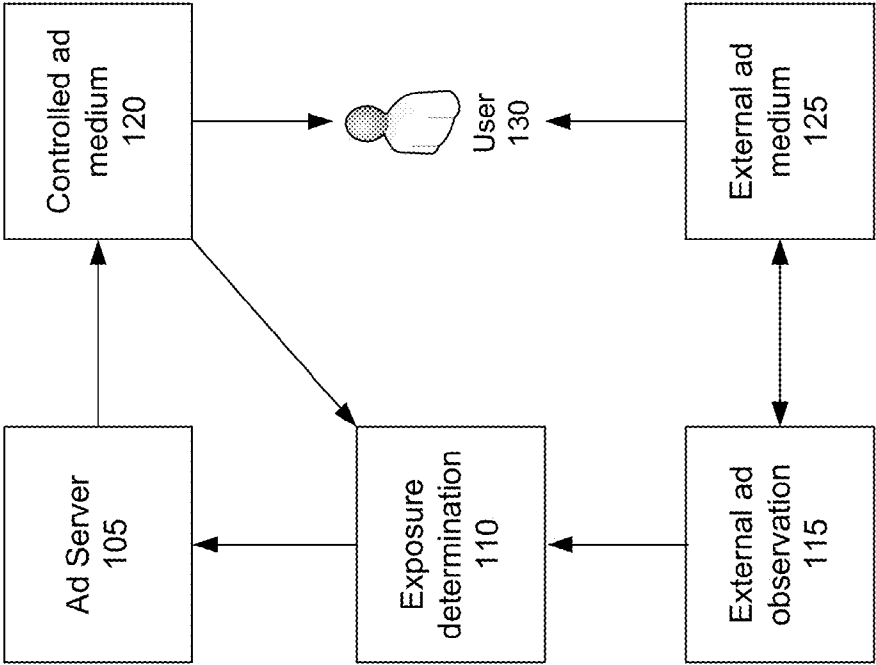 Ad Server
105
Controlled ad
medium
120
Exposure
determination
110
User
130
External ad
observation
115
External ad
medium
125